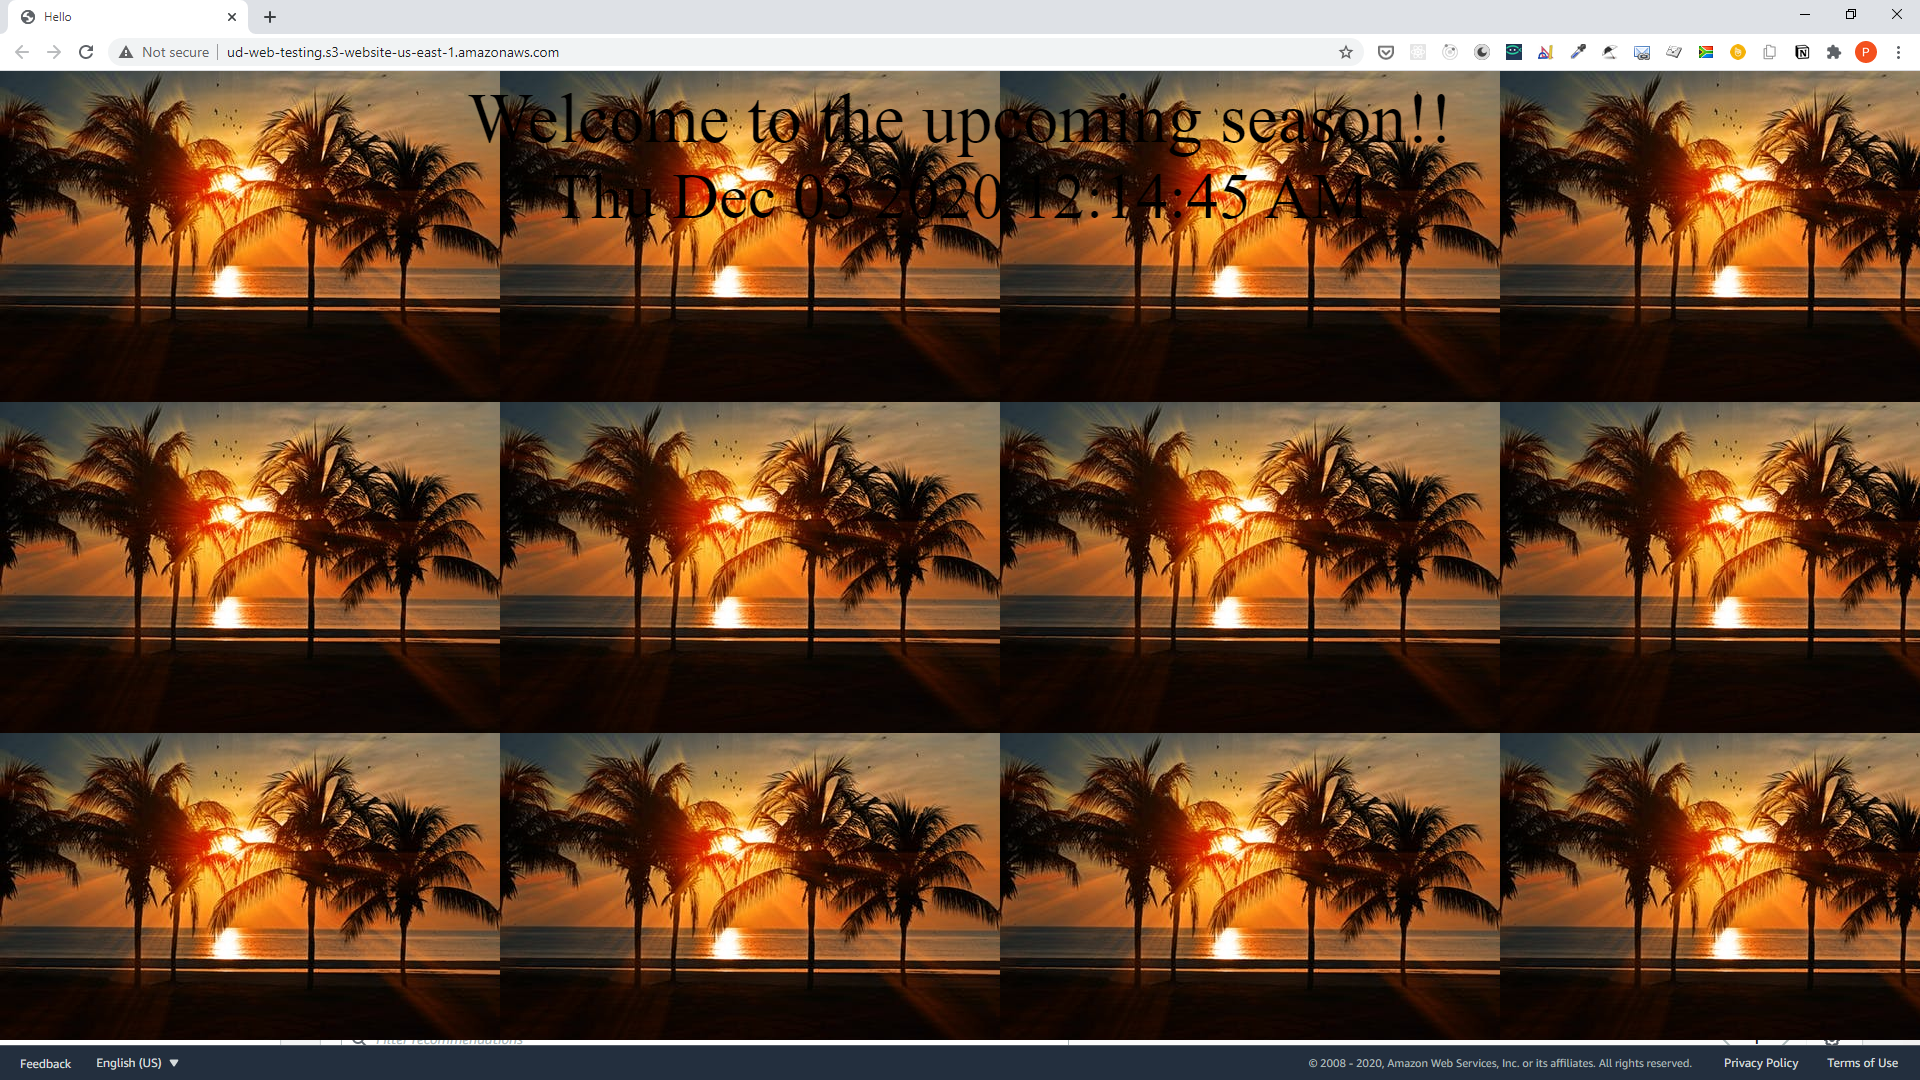 Hello
Not secure
ud-web-testing.s3-website-us-east-1.amazonaws.com
P
Welcome to the upcoming season!!
Thu Dec 03 2020 12:14:45 AM
Filter recommendations
Feedback
English (US)
© 2008 - 2020, Amazon Web Services, Inc. or its affiliates. All rights reserved.
Privacy Policy
Terms of Use